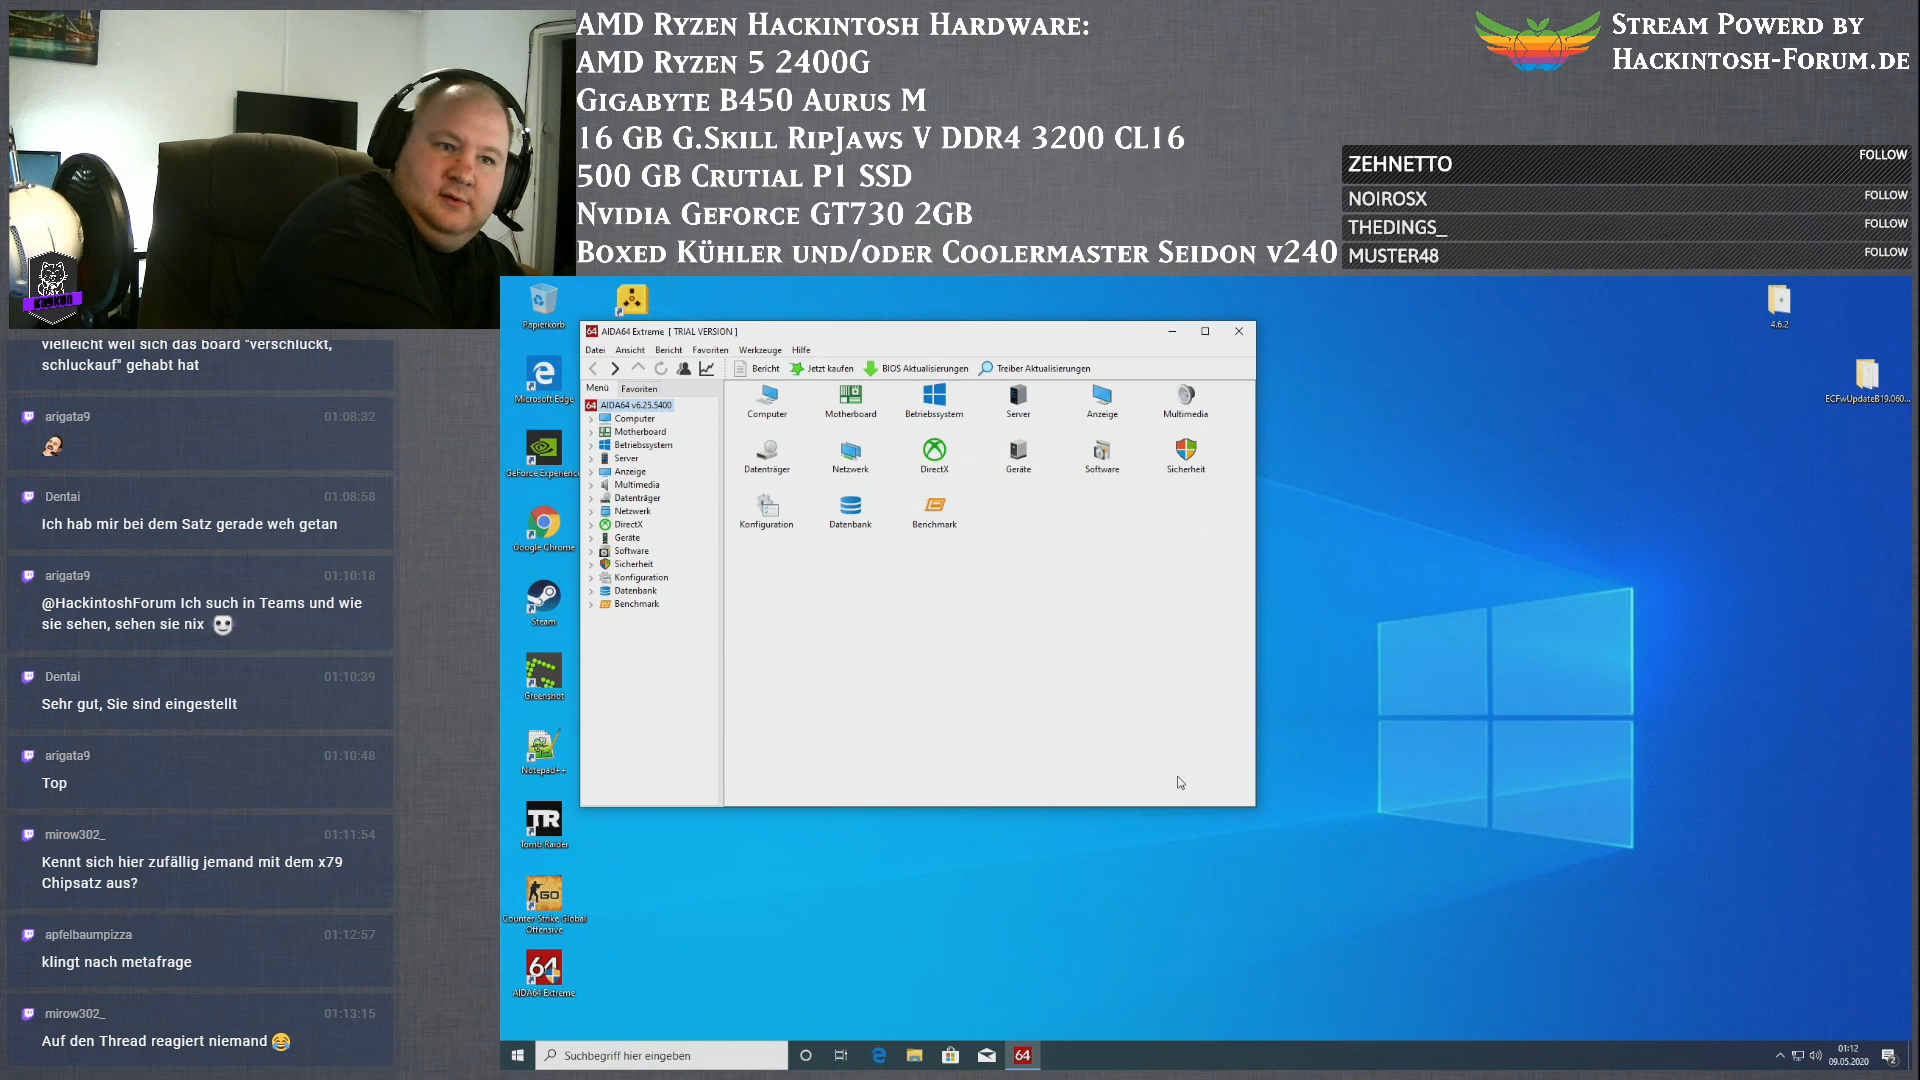 AMD Ryzen Hackintosh Hardware:
AMD Ryzen 5 2400G
Gigabyte B450 Aurus M
16 GB G.Skill RipJaws V DDR4 3200 CL16
500 GB Crutial P1 SSD
Nvidia Geforce GT730 2GB
Boxed Kühler und/oder Coolermaster Seidon v240
Stream Powerd by
Hackintosh-Forum.de
ZEHNETTO FOLLOW
NOIROSX FOLLOW
THEDINGS_ FOLLOW
MUSTER48 FOLLOW
vielleicht weil sich das board "verschluckt,
schluckauf" gehabt hat
arigata9 01:08:32
Dentai 01:08:58
Ich hab mir bei dem Satz gerade weh getan
arigata9 01:10:18
@HackintoshForum Ich such in Teams und wie
sie sehen, sehen sie nix
Dentai 01:10:39
Sehr gut, Sie sind eingestellt
arigata9 01:10:48
Top
mirow302_ 01:11:54
Kennt sich hier zufällig jemand mit dem x79
Chipsatz aus?
apfelbaumpizza 01:12:57
klingt nach metafrage
mirow302_ 01:13:15
Auf den Thread reagiert niemand
Papierkorb
Microsoft Edge
GeForce Experience
Google Chrome
Steam
Greenshot
Notepad++
TR
Tomb Raider
GO
Counter-Strike Global
Offensive
64
AIDA64 Extreme
64 AIDA64 Extreme [ TRIAL VERSION ]
Datei Ansicht Bericht Favoriten Werkzeuge Hilfe
Bericht Jetzt kaufen BIOS Aktualisierungen Treiber Aktualisierungen
Menü Favoriten
64 AIDA64 v6.25.5400
Computer
Motherboard
Betriebssystem
Server
Anzeige
Multimedia
Datenträger
Netzwerk
DirectX
Geräte
Software
Sicherheit
Konfiguration
Datenbank
Benchmark
Computer Motherboard Betriebssystem Server Anzeige Multimedia
Datenträger Netzwerk DirectX Geräte Software Sicherheit
Konfiguration Datenbank Benchmark
4.6.2
ECFwUpdateB19.060...
Suchbegriff hier eingeben
64
01:12
09.05.2020
2